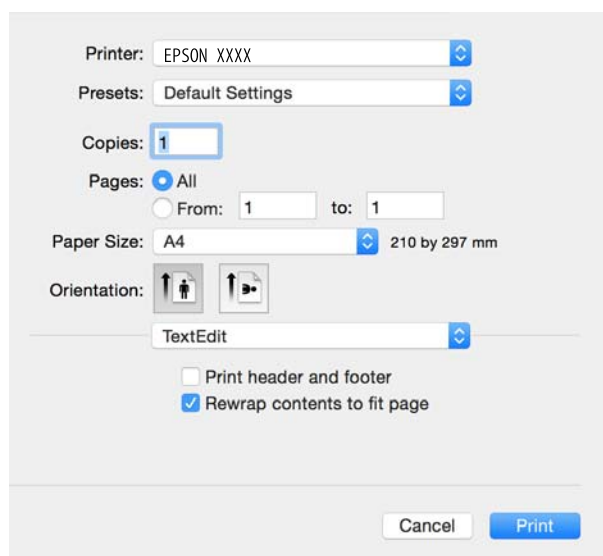 Printer: EPSON XXXX
Presets: Default Settings
Copies: 1
Pages: All
From: 1 to: 1
Paper Size: A4 210 by 297 mm
Orientation:
TextEdit
Print header and footer
Rewrap contents to fit page
Cancel Print